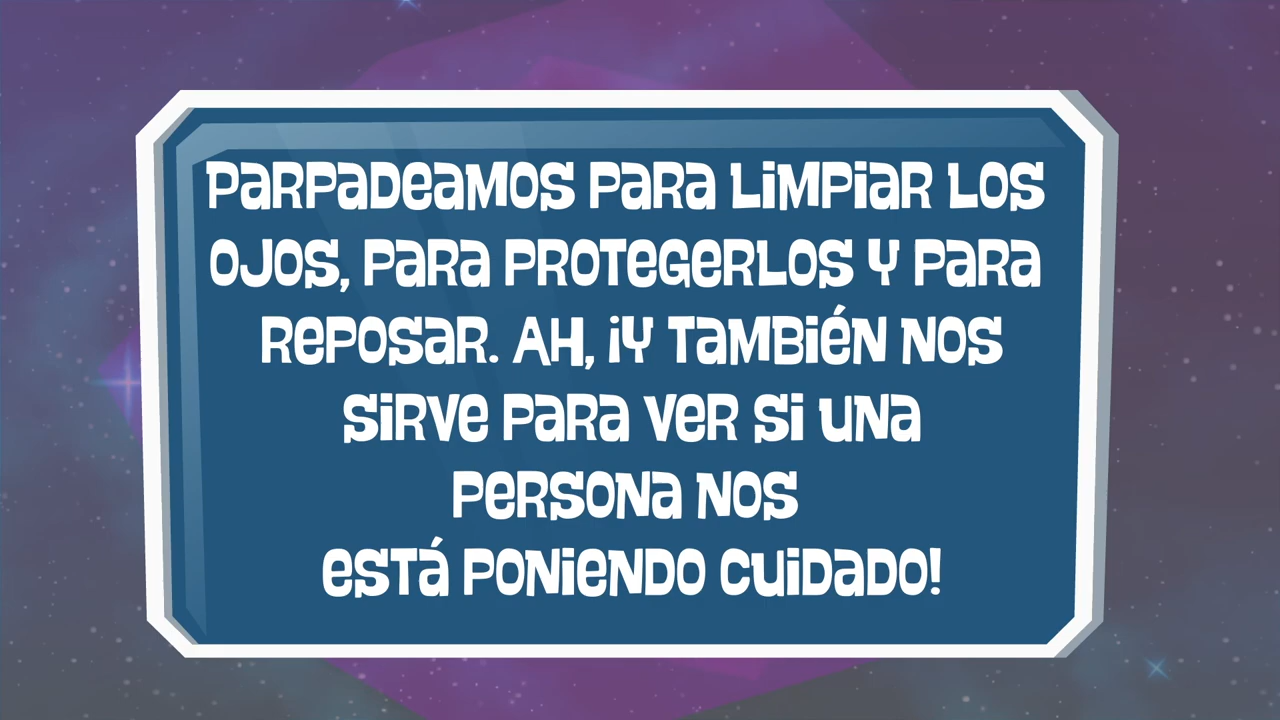 PARPADEAMOS PARA LIMPIAR LOS
OJOS, PARA PROTEGERLOS Y PARA
REPOSAR. AH, ¡Y TAMBIÉN NOS
SIRVE PARA VER SI UNA
PERSONA NOS
ESTÁ PONIENDO CUIDADO!